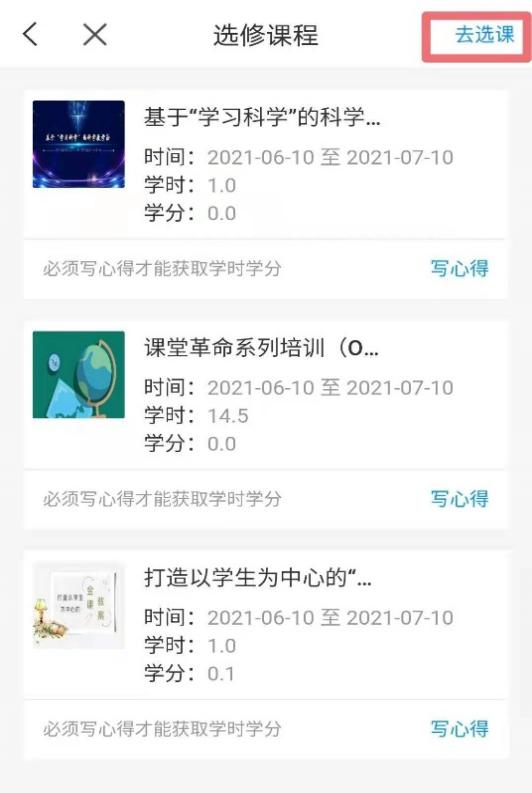 选修课程
去选课
基于“学习科学”的科学...
时间：2021-06-10 至 2021-07-10
学时：1.0
学分：0.0
必须写心得才能获取学时学分
写心得
课堂革命系列培训（O...
时间：2021-06-10 至 2021-07-10
学时：14.5
学分：0.0
必须写心得才能获取学时学分
写心得
打造以学生为中心的“...
时间：2021-06-10 至 2021-07-10
学时：1.0
学分：0.1
必须写心得才能获取学时学分
写心得